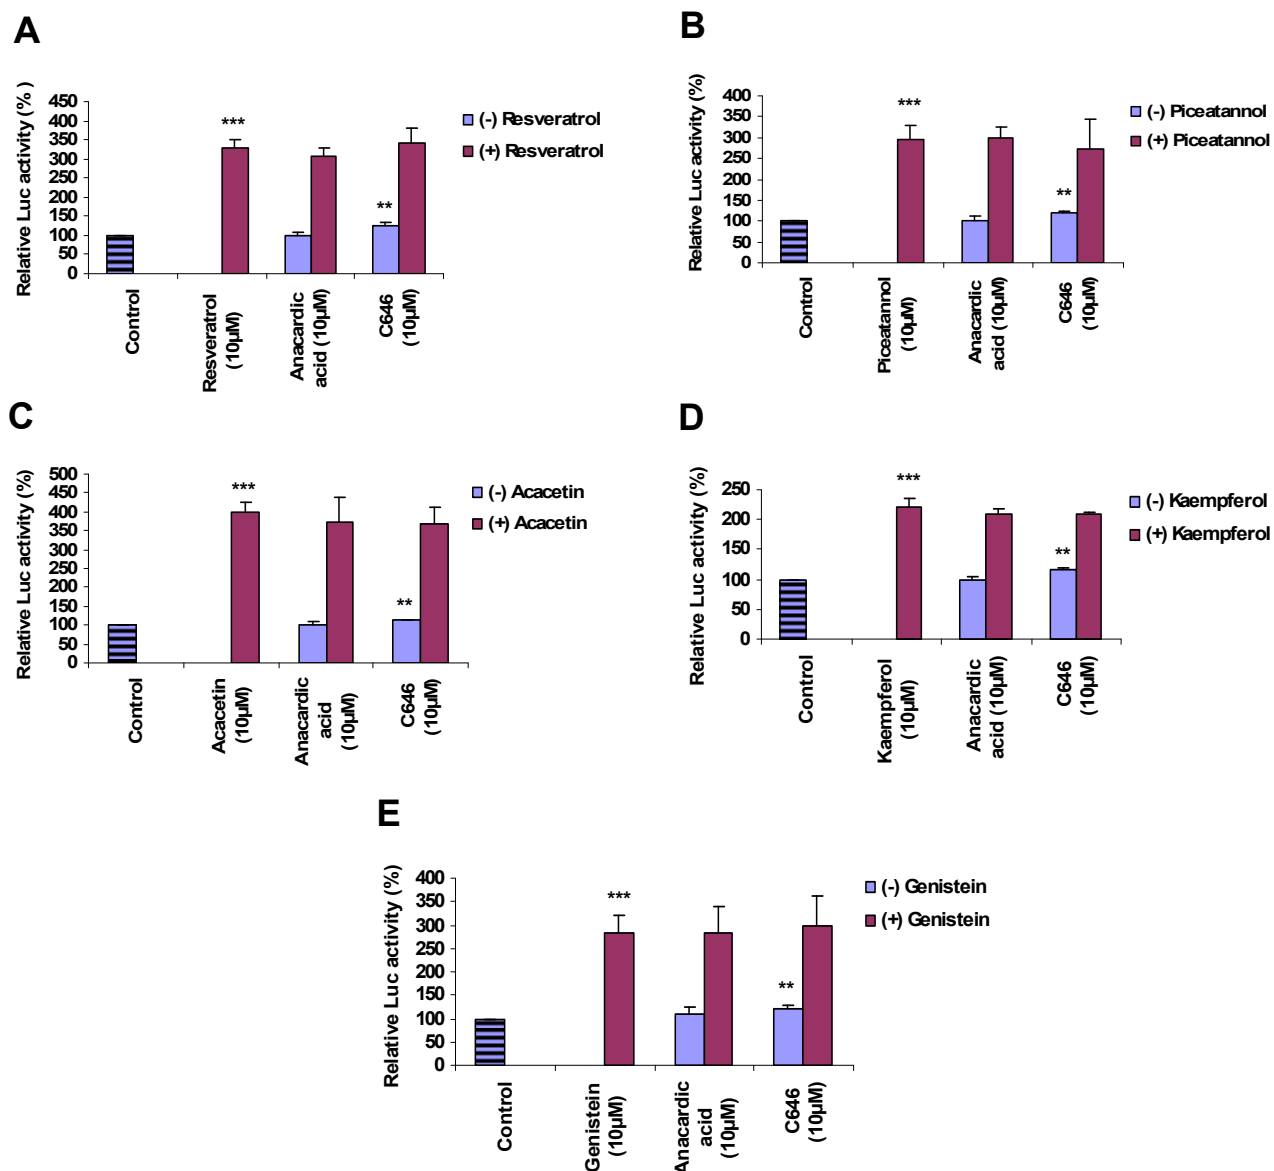 A
Relative Luc activity (% )
450
400
350
300
250
200
150
100
50
0
***
**
(-) Resveratrol
(+) Resveratrol
Control
Resveratrol
(10µM)
Anacardic
acid (10µM)
C646
(10µM)
B
Relative Luc activity (%)
400
350
300
250
200
150
100
50
0
***
**
(-) Piceatannol
(+) Piceatannol
Control
Piceatannol
(10µM)
Anacardic
acid (10µM)
C646
(10µM)
C
Relative Luc activity (%)
500
450
400
350
300
250
200
150
100
50
0
***
**
(-) Acacetin
(+) Acacetin
Control
Acacetin
(10µM)
Anacardic
acid
(10µM)
C646
(10µM)
D
Relative Luc activity (%)
250
200
150
100
50
0
***
**
(-) Kaempferol
(+) Kaempferol
Control
Kaempferol
(10µM)
Anacardic
acid (10µM)
C646
(10µM)
E
Relative Luc activity (%)
400
350
300
250
200
150
100
50
0
***
**
(-) Genistein
(+) Genistein
Control
Genistein
(10µM)
Anacardic
acid
(10µM)
C646
(10µM)